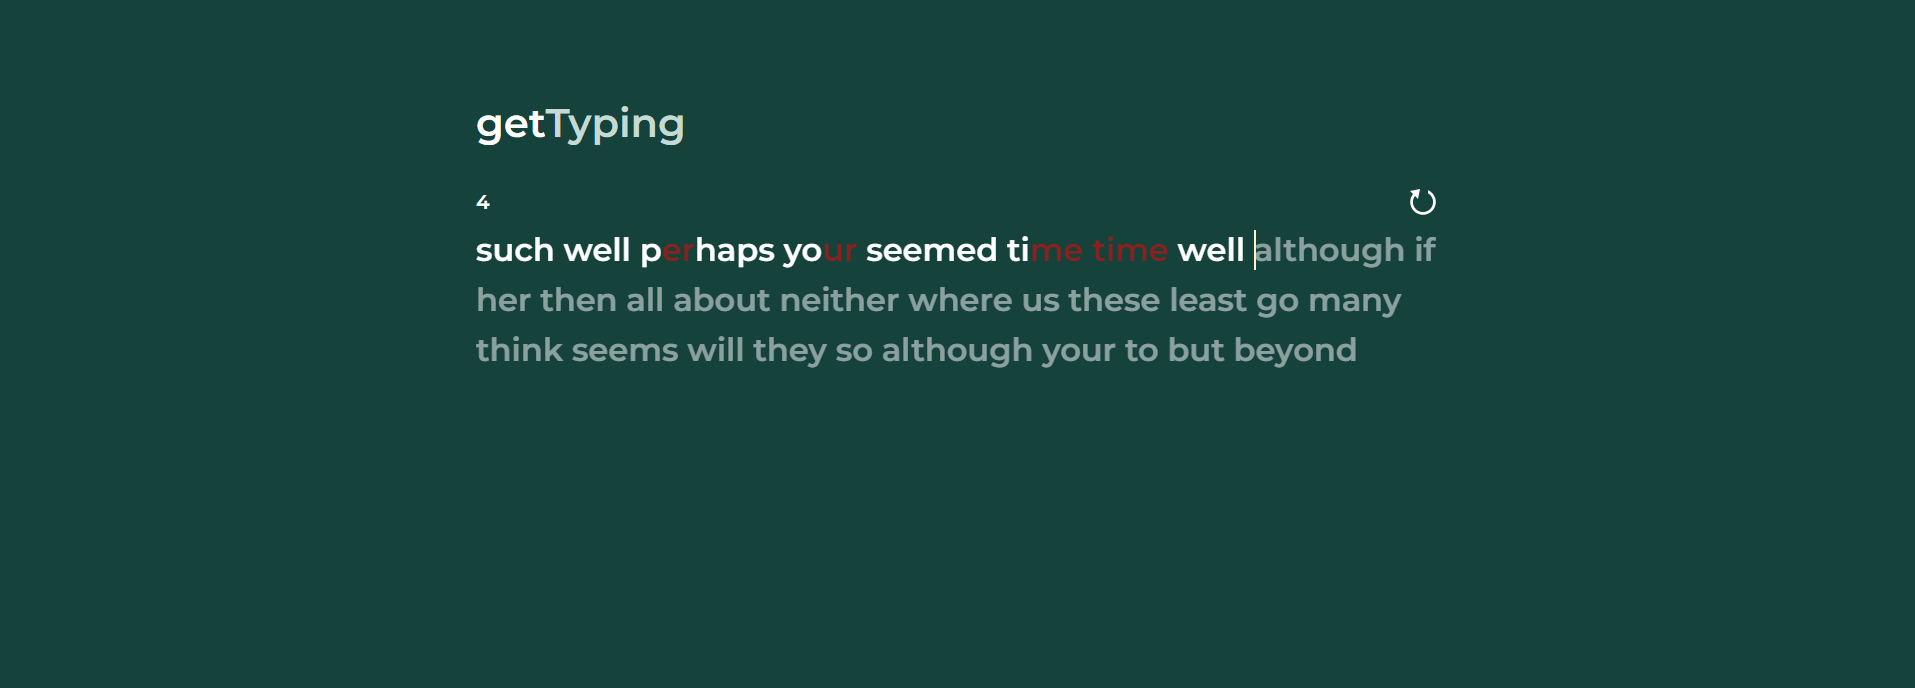 getTyping
4
such well perhaps your seemed time time well although if
her then all about neither where us these least go many
think seems will they so although your to but beyond